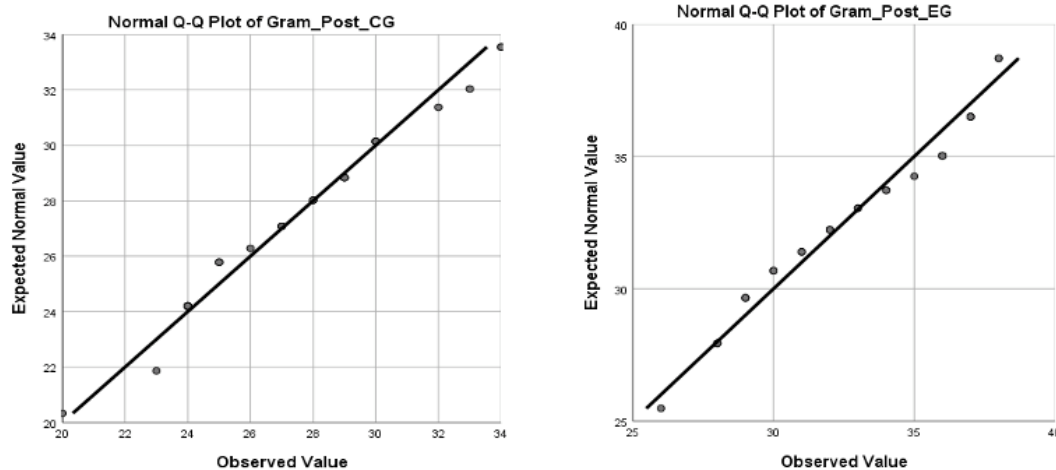 Normal Q-Q Plot of Gram_Post_CG
34
32
30
28
26
24
22
20
20 22 24 26 28 30 32 34
Expected Normal Value
Observed Value
Normal Q-Q Plot of Gram_Post_EG
40
35
30
25
25 30 35 40
Expected Normal Value
Observed Value